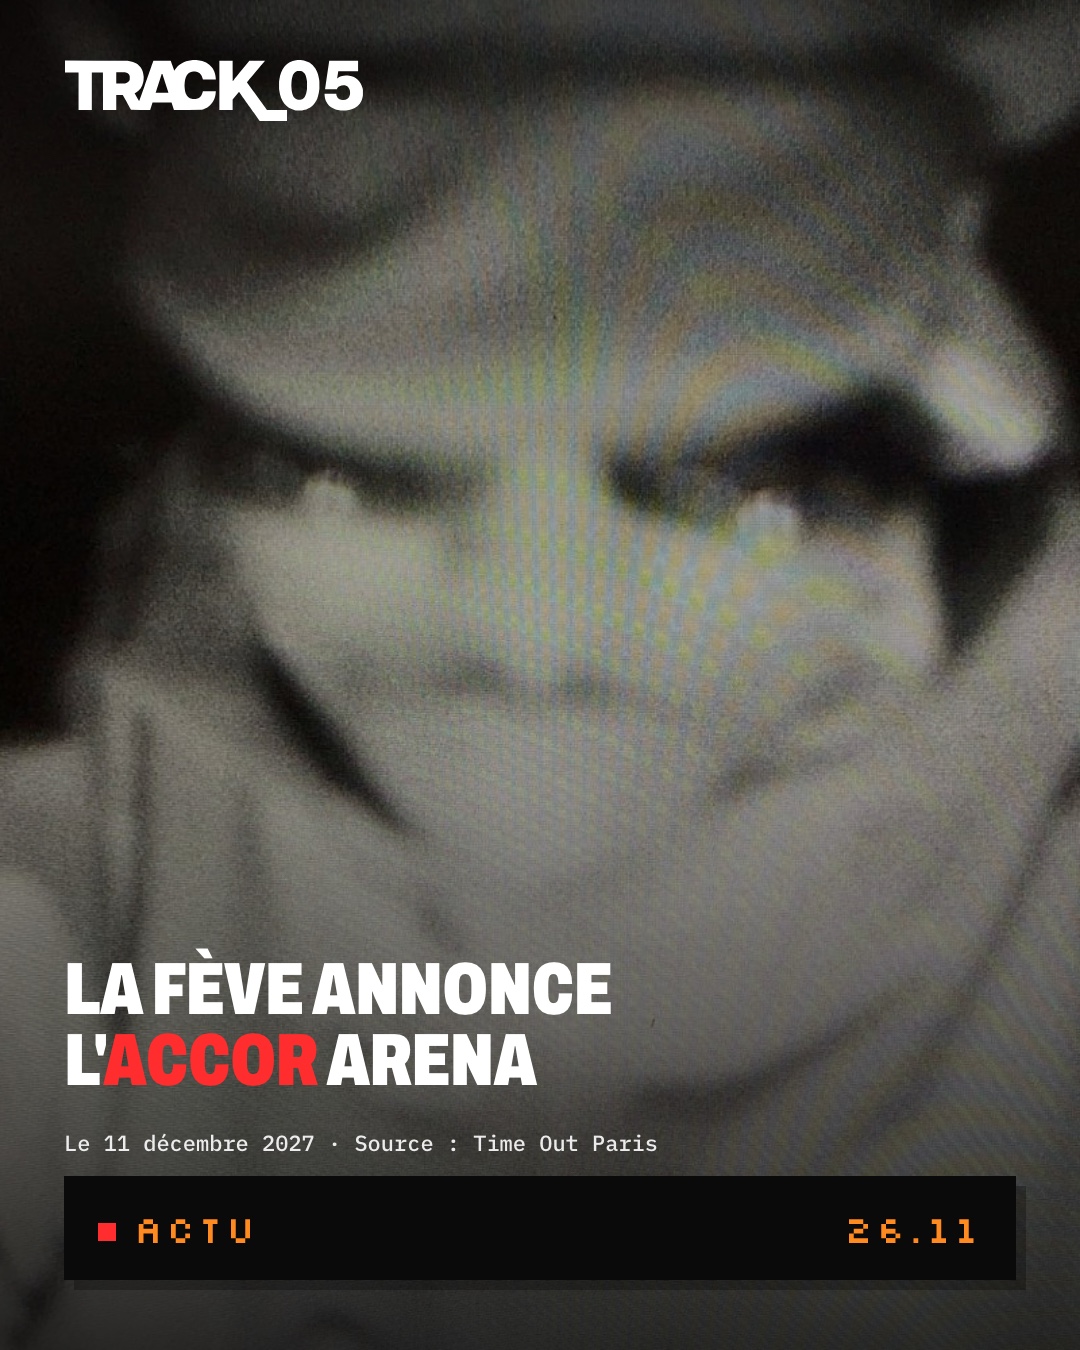 TRACK_05
LA FÈVE ANNONCE
L'ACCOR ARENA
Le 11 décembre 2027 · Source : Time Out Paris
ACTU
26.11